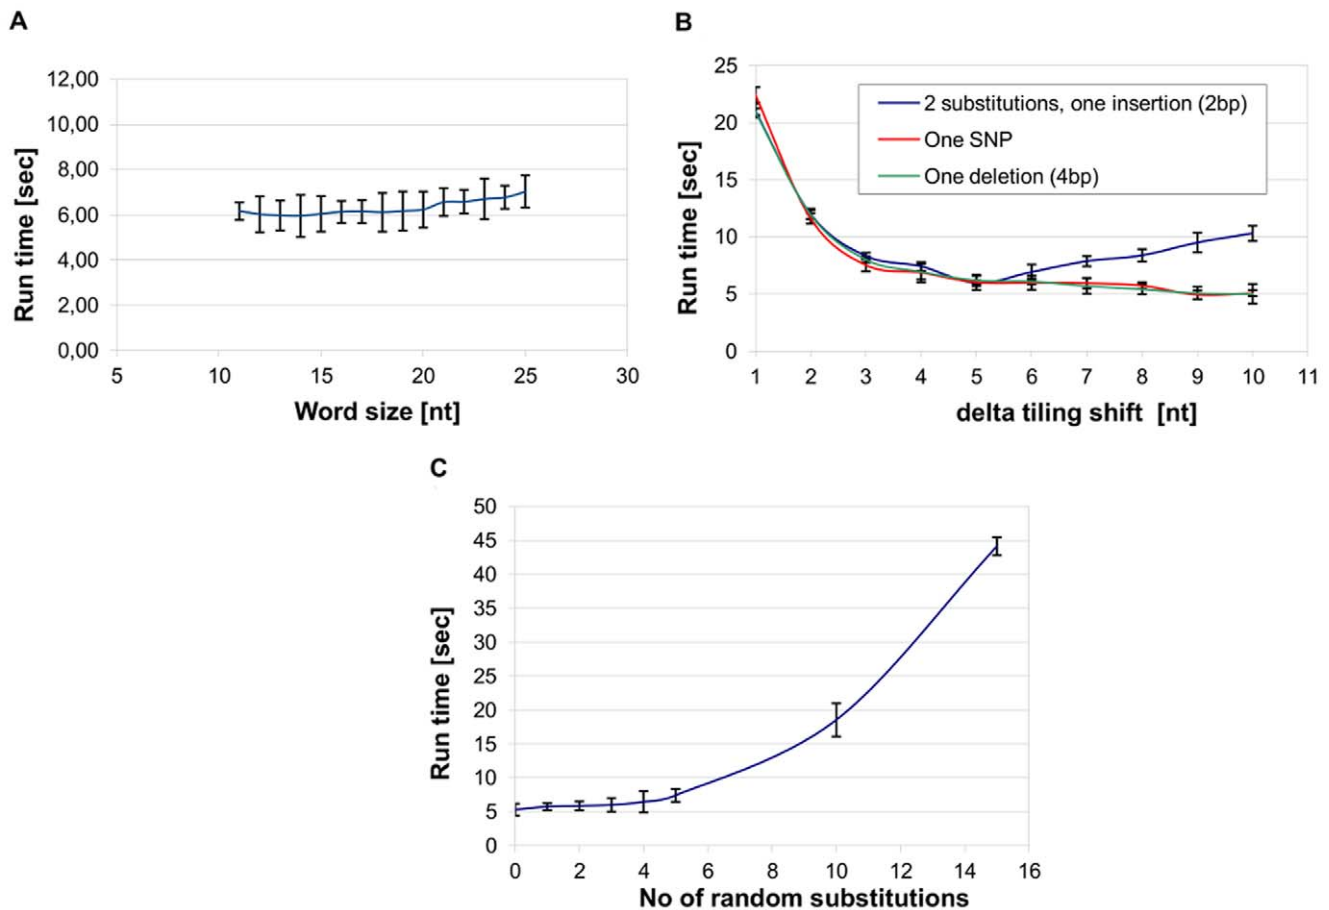 A
12,00
10,00
8,00
6,00
4,00
2,00
0,00
Run time [sec]
5 10 15 20 25 30
Word size [nt]
B
25
20
15
10
5
0
Run time [sec]
2 substitutions, one insertion (2bp)
One SNP
One deletion (4bp)
1 2 3 4 5 6 7 8 9 10 11
delta tiling shift [nt]
C
50
45
40
35
30
25
20
15
10
5
0
Run time [sec]
0 2 4 6 8 10 12 14 16
No of random substitutions